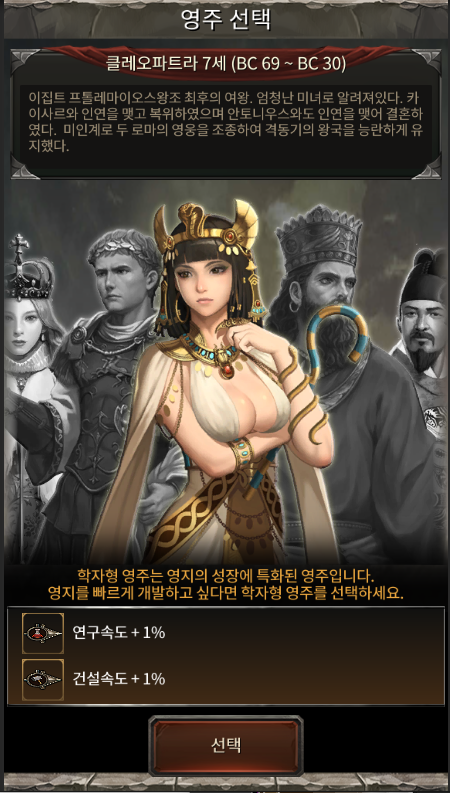 영주 선택
클레오파트라 7세 (BC 69 ~ BC 30)
이집트 프톨레마이오스왕조 최후의 여왕. 엄청난 미녀로 알려져있다. 카
이사르와 인연을 맺고 복위하였으며 안토니우스와도 인연을 맺어 결혼하
였다. 미인계로 두 로마의 영웅을 조종하여 격동기의 왕국을 능란하게 유
지했다.
학자형 영주는 영지의 성장에 특화된 영주입니다.
영지를 빠르게 개발하고 싶다면 학자형 영주를 선택하세요.
연구속도 + 1%
건설속도 + 1%
선택